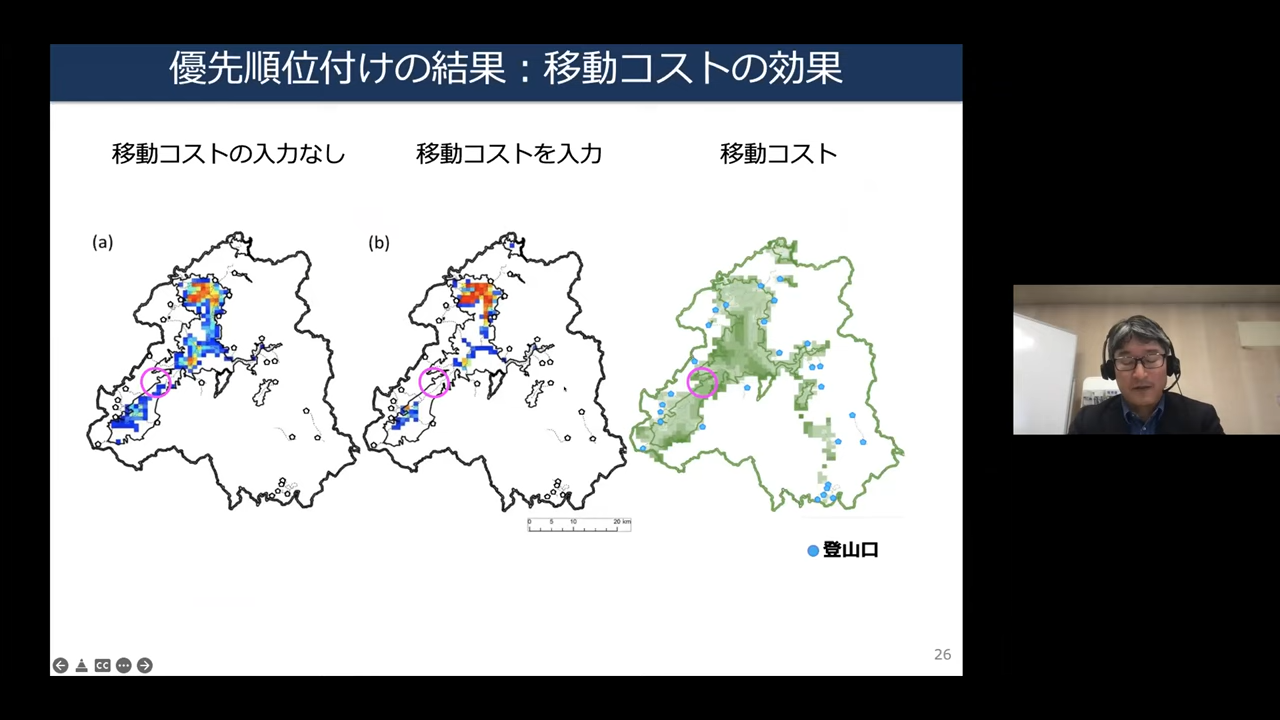 優先順位付けの結果：移動コストの効果
移動コストの入力なし
移動コストを入力
移動コスト
(a)
(b)
0 5 10 20 km
登山口
CC
26